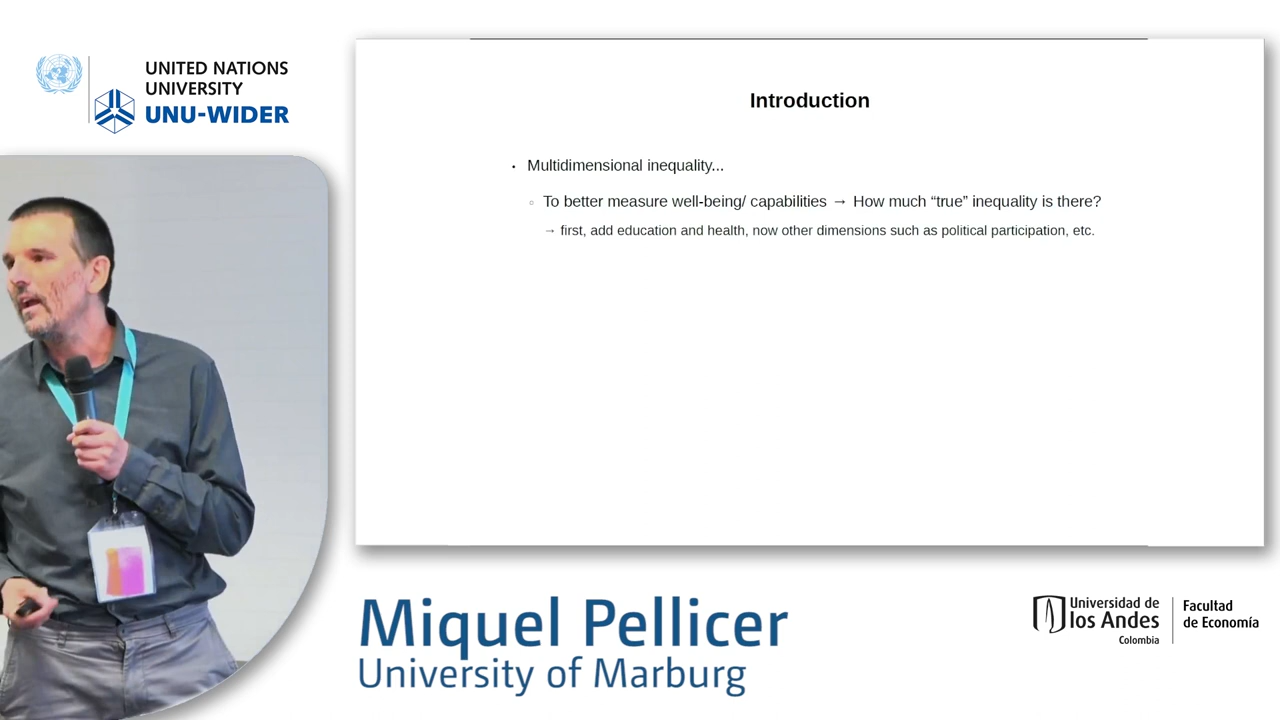 UNITED NATIONS
UNIVERSITY
UNU-WIDER
Introduction
• Multidimensional inequality...
◦ To better measure well-being/ capabilities → How much “true” inequality is there?
→ first, add education and health, now other dimensions such as political participation, etc.
Miquel Pellicer
University of Marburg
Universidad de
los Andes
Colombia
Facultad
de Economía